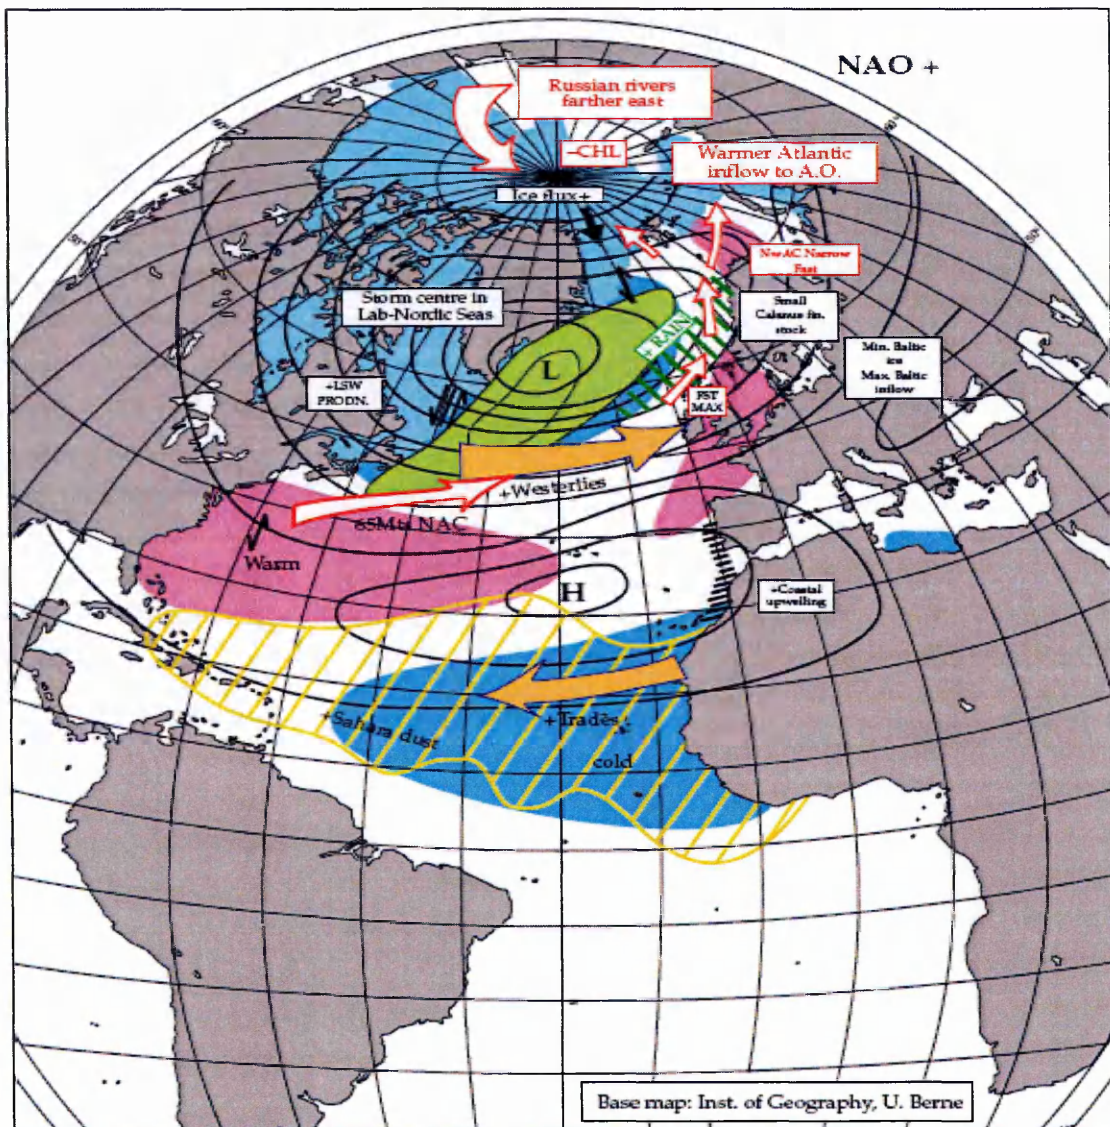 NAO +
Russian rivers
farther east
–CHL
Warmer Atlantic
inflow to A.O.
Ice flux+
NwAC Narrow
Fast
Storm centre in
Lab-Nordic Seas
Small
Calanus fin.
stock
+ RAIN
Min. Baltic
ice
Max. Baltic
inflow
L
+LSW
PRODN.
FST
MAX
+Westerlies
65Mta NAC
Warm
H
+Coastal
upwelling
+Sahara dust
+Trades
cold
Base map: Inst. of Geography, U. Berne